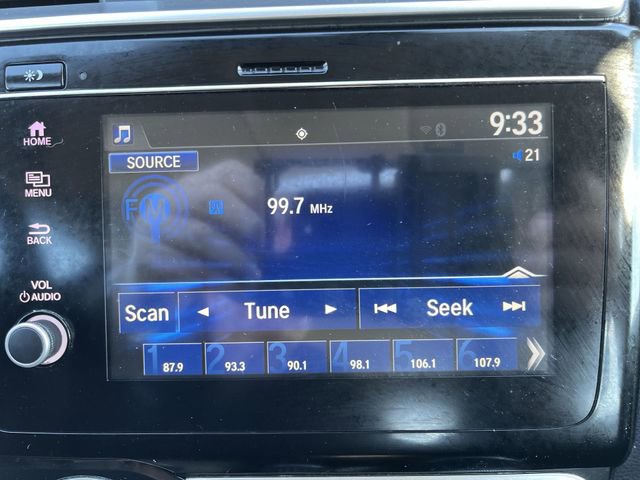 9:33
SOURCE
21
FM
99.7 MHz
HOME
MENU
BACK
VOL
AUDIO
Scan Tune Seek
1 87.9 2 93.3 3 90.1 4 98.1 5 106.1 6 107.9